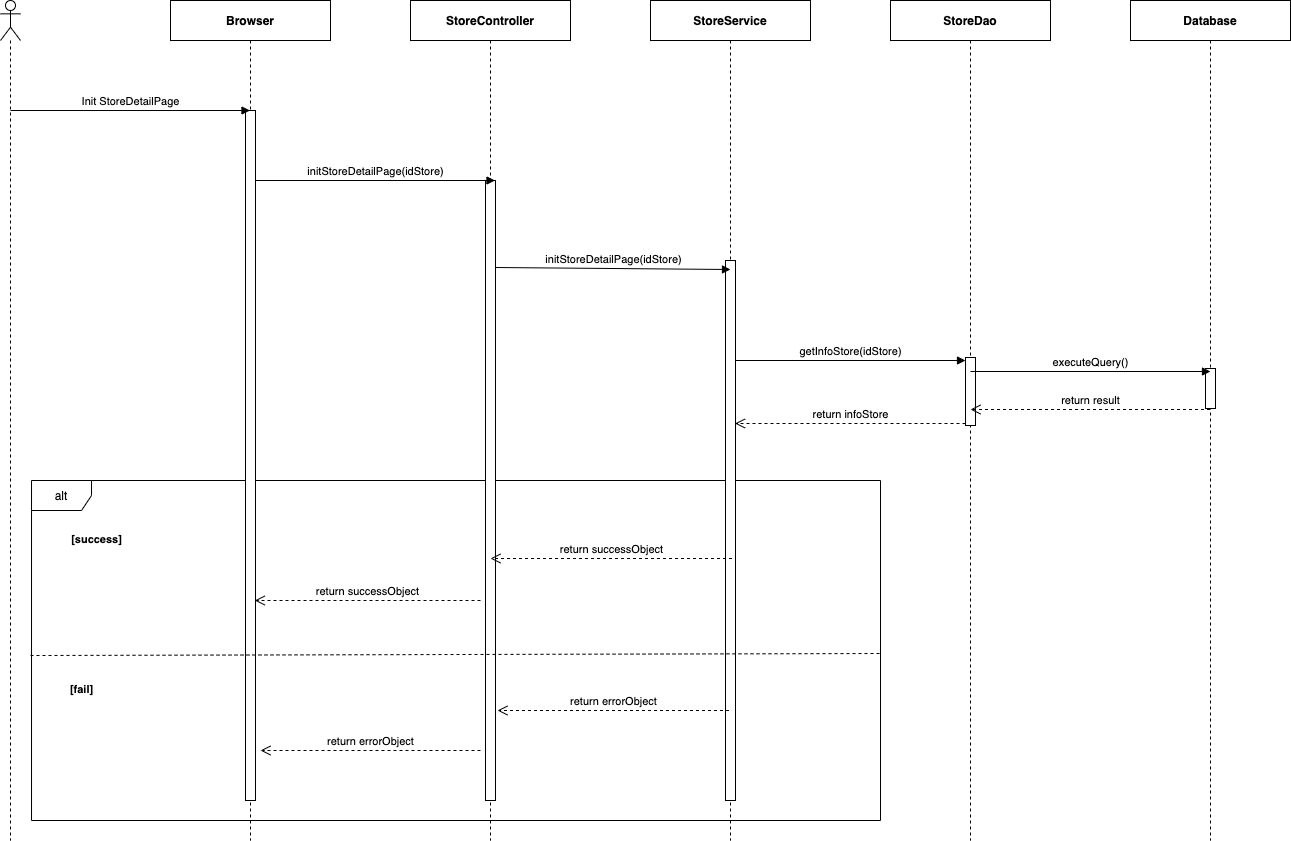 Browser
StoreController
StoreService
StoreDao
Database
Init StoreDetailPage
initStoreDetailPage(idStore)
initStoreDetailPage(idStore)
getInfoStore(idStore)
executeQuery()
return result
return infoStore
alt
[success]
return successObject
return successObject
[fail]
return errorObject
return errorObject